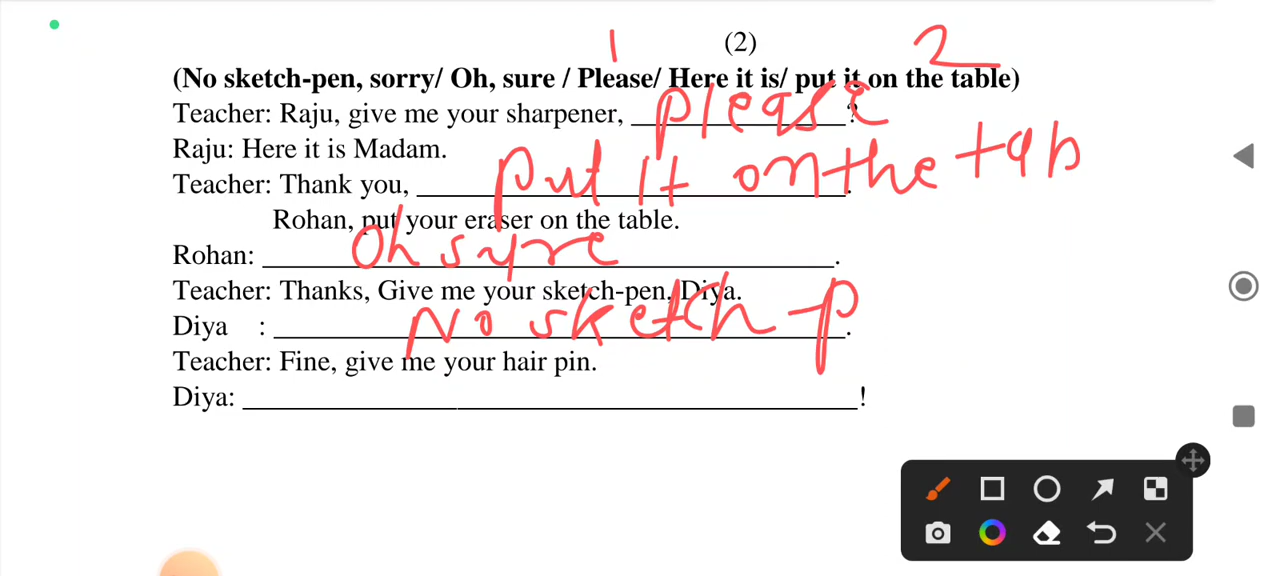 1 (2) 2
(No sketch-pen, sorry/ Oh, sure / Please/ Here it is/ put it on the table)
Teacher: Raju, give me your sharpener, please?
Raju: Here it is Madam.
Teacher: Thank you, put it on the tab.
Rohan, put your eraser on the table.
Rohan: Oh sure.
Teacher: Thanks, Give me your sketch-pen, Diya.
Diya : No sketch-p.
Teacher: Fine, give me your hair pin.
Diya: ____________________!